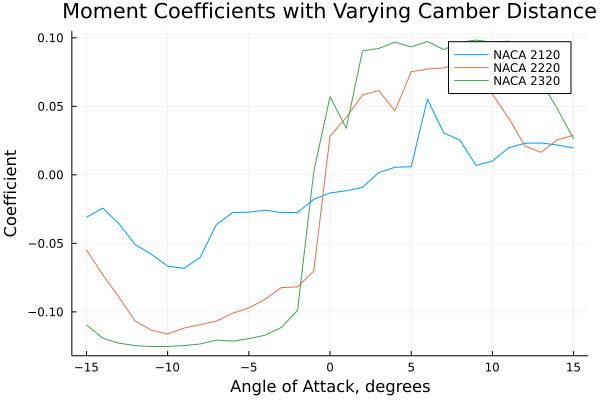 Moment Coefficients with Varying Camber Distance
0.10
0.05
0.00
−0.05
−0.10
Coefficient
NACA 2120
NACA 2220
NACA 2320
−15
−10
−5
0
5
10
15
Angle of Attack, degrees